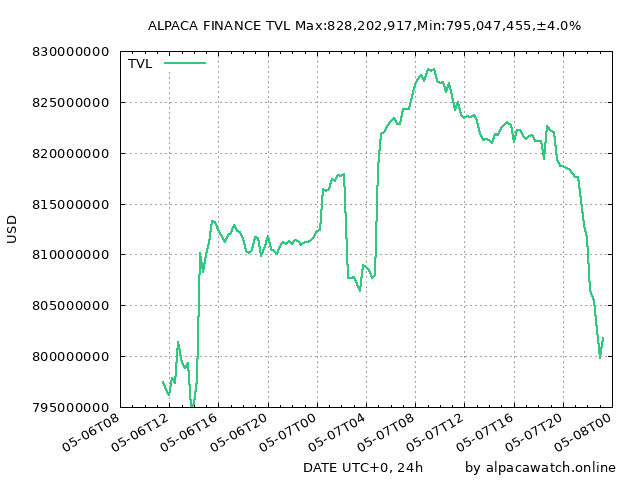 ALPACA FINANCE TVL Max:828,202,917,Min:795,047,455,±4.0%
830000000
TVL
825000000
820000000
815000000
USD
810000000
805000000
800000000
795000000
05-06T08 05-06T12 05-06T16 05-06T20 05-07T00 05-07T04 05-07T08 05-07T12 05-07T16 05-07T20 05-08T00
DATE UTC+0, 24h by alpacawatch.online